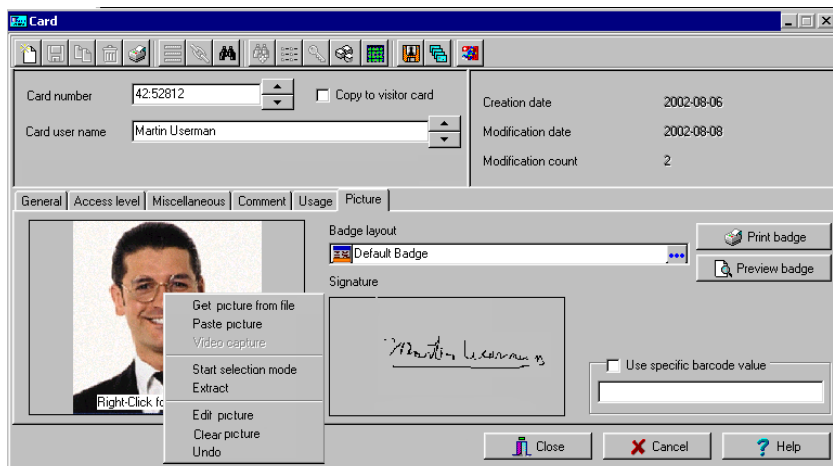 Card
Card number
42:52812
Copy to visitor card
Card user name
Martin Userman
Creation date 2002-08-06
Modification date 2002-08-08
Modification count 2
General Access level Miscellaneous Comment Usage Picture
Badge layout
Default Badge
Print badge
Preview badge
Signature
Martin Userman
Right-Click fo
Get picture from file
Paste picture
Video capture
Start selection mode
Extract
Edit picture
Clear picture
Undo
Use specific barcode value
Close Cancel Help